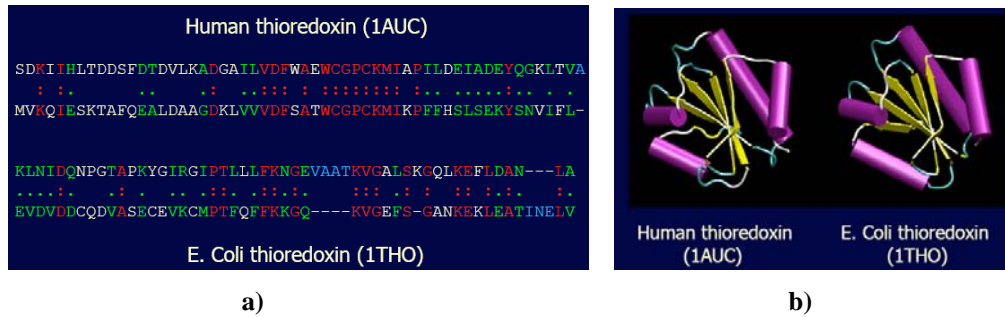 Human thioredoxin (1AUC)
SDKIIHLTDDSFDTDVLKADGAILVDFWAEWCGPCKMIAPILDEIADEYQGKLTVA
MVKQIESKTAFQEALDAAGDKLVVVDFSATWCGPCKMIKPFFHSLSEKYSNVIFL-
KLNIDQNPGTAPKYGIRGIPTLLLFKNGEVAATKVGALSKGQLKEFLDAN---LA
EVDVDDCQDVASECEVKCMPTFQFFKKGQ----KVGEFS-GANKEKLEATINELV
E. Coli thioredoxin (1THO)
a)
Human thioredoxin
(1AUC)
E. Coli thioredoxin
(1THO)
b)